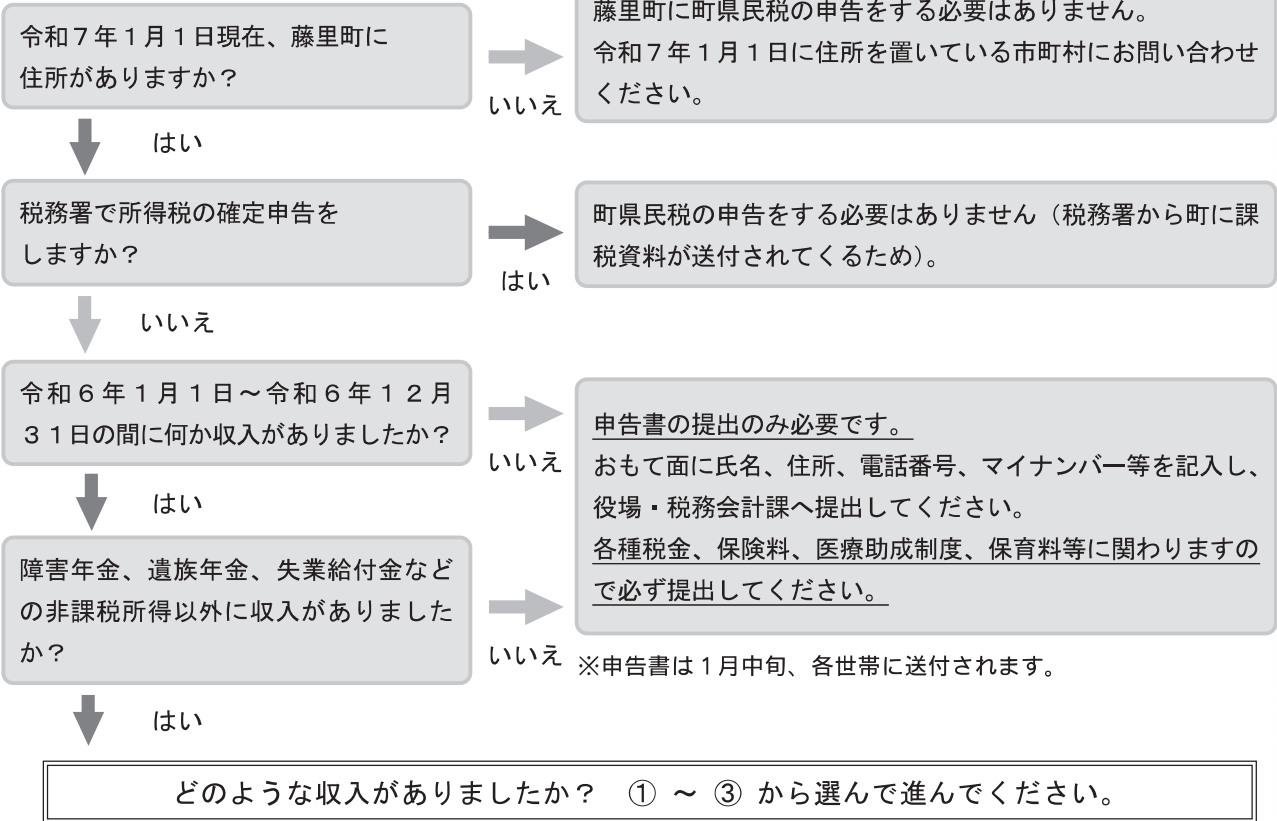 令和７年１月１日現在、藤里町に
住所がありますか？
いいえ
藤里町に町県民税の申告をする必要はありません。
令和７年１月１日に住所を置いている市町村にお問い合わせ
ください。
はい
税務署で所得税の確定申告を
しますか？
はい
町県民税の申告をする必要はありません（税務署から町に課
税資料が送付されてくるため）。
いいえ
令和６年１月１日～令和６年１２月
３１日の間に何か収入がありましたか？
いいえ
申告書の提出のみ必要です。
おもて面に氏名、住所、電話番号、マイナンバー等を記入し、
役場・税務会計課へ提出してください。
各種税金、保険料、医療助成制度、保育料等に関わりますの
で必ず提出してください。
はい
障害年金、遺族年金、失業給付金など
の非課税所得以外に収入がありました
か？
いいえ
※申告書は１月中旬、各世帯に送付されます。
はい
どのような収入がありましたか？　①　～　③　から選んで進んでください。